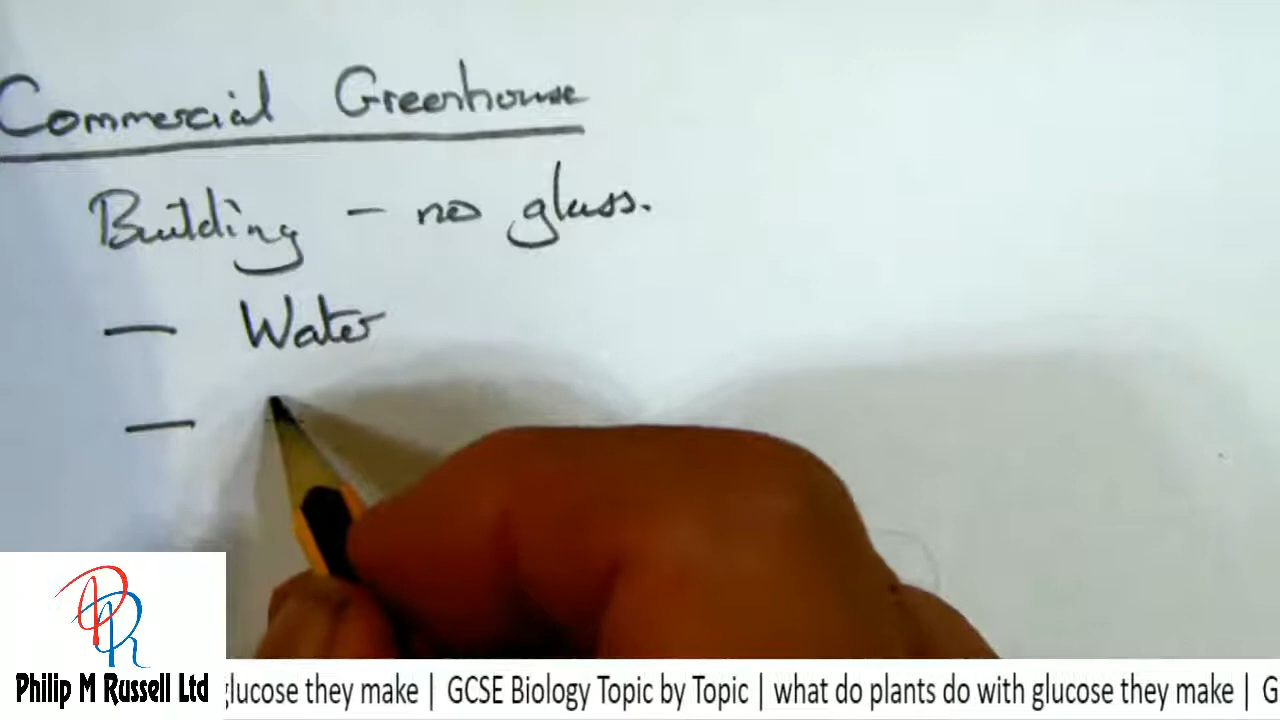 Commercial Greenhouse
Building - no glass.
- Water
-
PR
Philip M Russell Ltd
glucose they make | GCSE Biology Topic by Topic | what do plants do with glucose they make | G